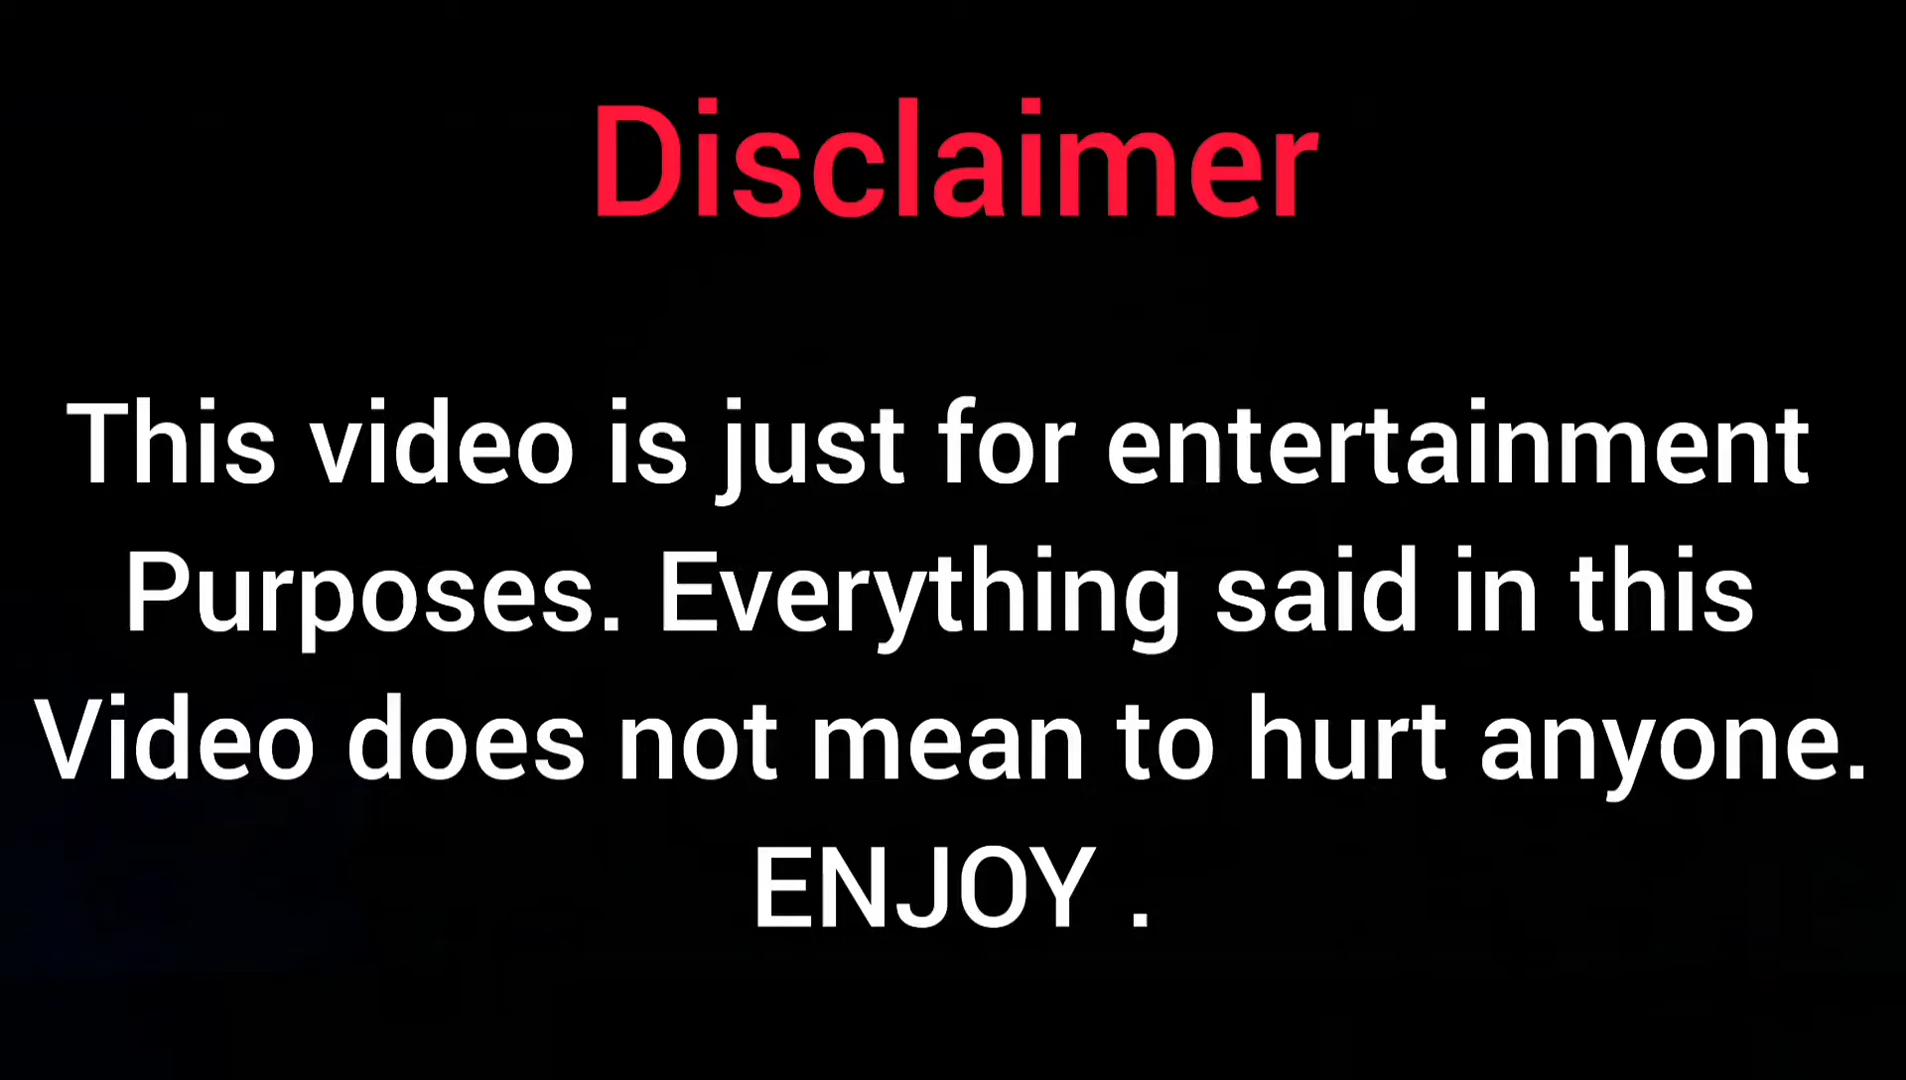 Disclaimer
This video is just for entertainment
Purposes. Everything said in this
Video does not mean to hurt anyone.
ENJOY .